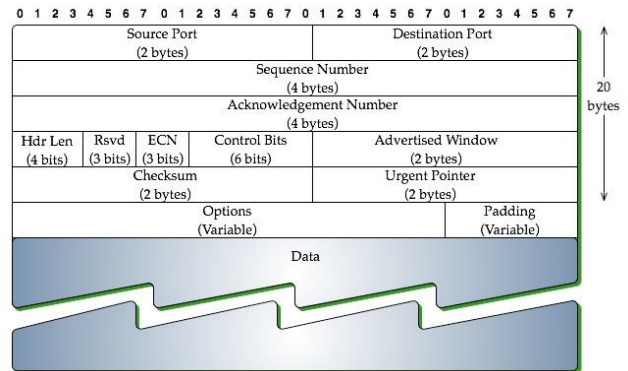 0 1 2 3 4 5 6 7 0 1 2 3 4 5 6 7 0 1 2 3 4 5 6 7 0 1 2 3 4 5 6 7
Source Port
(2 bytes)
Destination Port
(2 bytes)
Sequence Number
(4 bytes)
Acknowledgement Number
(4 bytes)
Hdr Len
(4 bits)
Rsvd
(3 bits)
ECN
(3 bits)
Control Bits
(6 bits)
Advertised Window
(2 bytes)
Checksum
(2 bytes)
Urgent Pointer
(2 bytes)
Options
(Variable)
Padding
(Variable)
Data
20
bytes